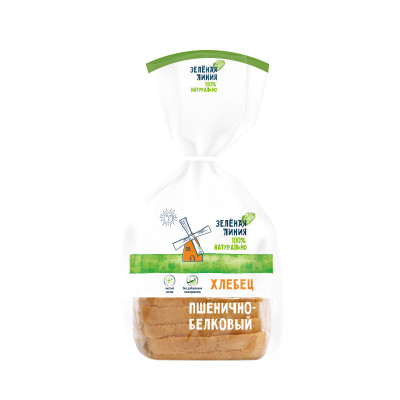 ЗЕЛЁНАЯ
ЛИНИЯ
100%
НАТУРАЛЬНО
ЗЕЛЁНАЯ
ЛИНИЯ
100%
НАТУРАЛЬНО
ХЛЕБЕЦ
ПШЕНИЧНО-
БЕЛКОВЫЙ